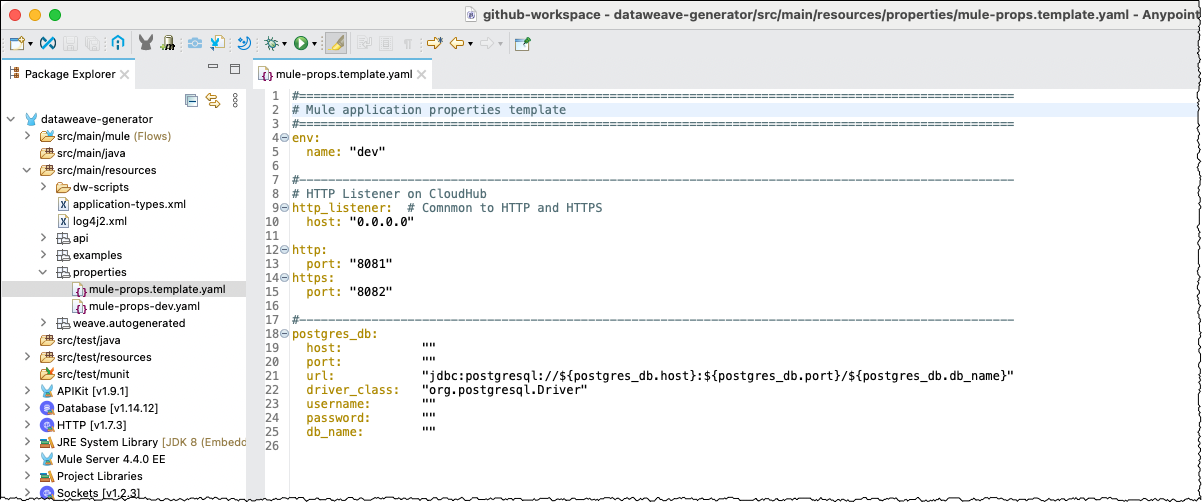 github-workspace - dataweave-generator/src/main/resources/properties/mule-props.template.yaml - Anypoint
Package Explorer
mule-props.template.yaml
dataweave-generator
src/main/mule (Flows)
src/main/java
src/main/resources
dw-scripts
application-types.xml
log4j2.xml
api
examples
properties
mule-props.template.yaml
mule-props-dev.yaml
weave.autogenerated
src/test/java
src/test/resources
src/test/munit
APIKit [v1.9.1]
Database [v1.14.12]
HTTP [v1.7.3]
JRE System Library [JDK 8 (Embedd
Mule Server 4.4.0 EE
Project Libraries
Sockets [v1.2.3]
1 #===================================================================================================
2 # Mule application properties template
3 #===================================================================================================
4 env:
5   name: "dev"
6
7 #---------------------------------------------------------------------------------------------------
8 # HTTP Listener on CloudHub
9 http_listener:  # Comnmon to HTTP and HTTPS
10   host: "0.0.0.0"
11
12 http:
13   port: "8081"
14 https:
15   port: "8082"
16
17 #---------------------------------------------------------------------------------------------------
18 postgres_db:
19   host:           ""
20   port:           ""
21   url:            "jdbc:postgresql://${postgres_db.host}:${postgres_db.port}/${postgres_db.db_name}"
22   driver_class:   "org.postgresql.Driver"
23   username:       ""
24   password:       ""
25   db_name:        ""
26